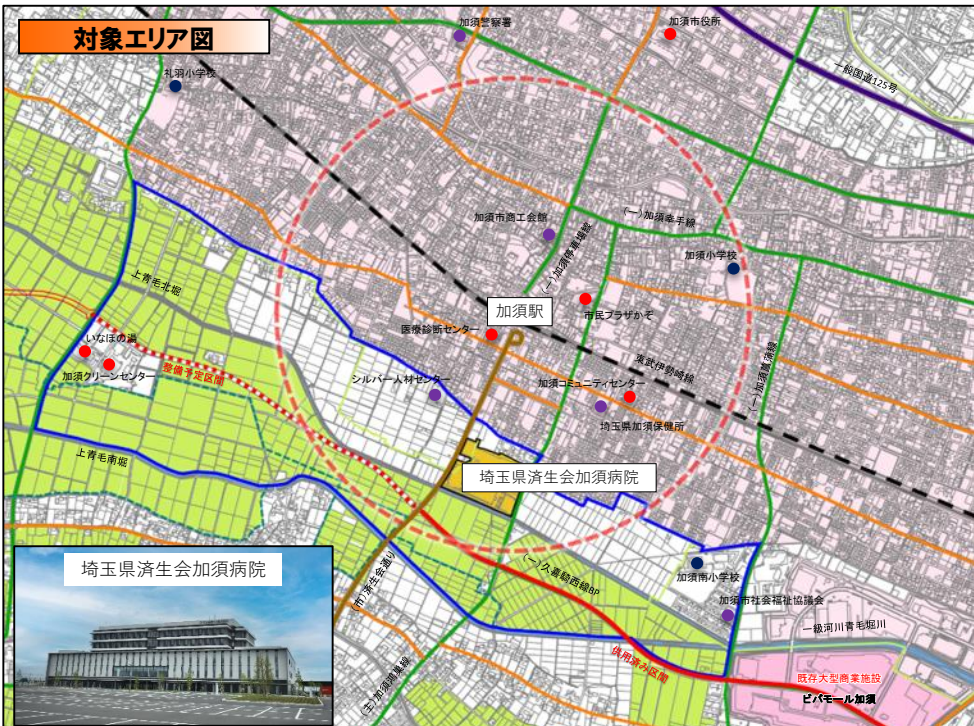 対象エリア図
加須警察署
加須市役所
一般国道125号
礼羽小学校
加須市商工会館
(一)加須幸手線
(一)加須停車場線
加須小学校
上青毛北堀
加須駅
市民プラザかぞ
医療診断センター
いなほの湯
加須グリーンセンター
整備予定区間
シルバー人材センター
加須コミュニティセンター
東武伊勢崎線
(一)加須菖蒲線
埼玉県加須保健所
上青毛南堀
埼玉県済生会加須病院
埼玉県済生会加須病院
(市)済生会通り
(一)久喜騎西線BP
加須南小学校
加須市社会福祉協議会
一級河川青毛堀川
(主)加須鴻巣線
供用済み区間
既存大型商業施設
ビバモール加須